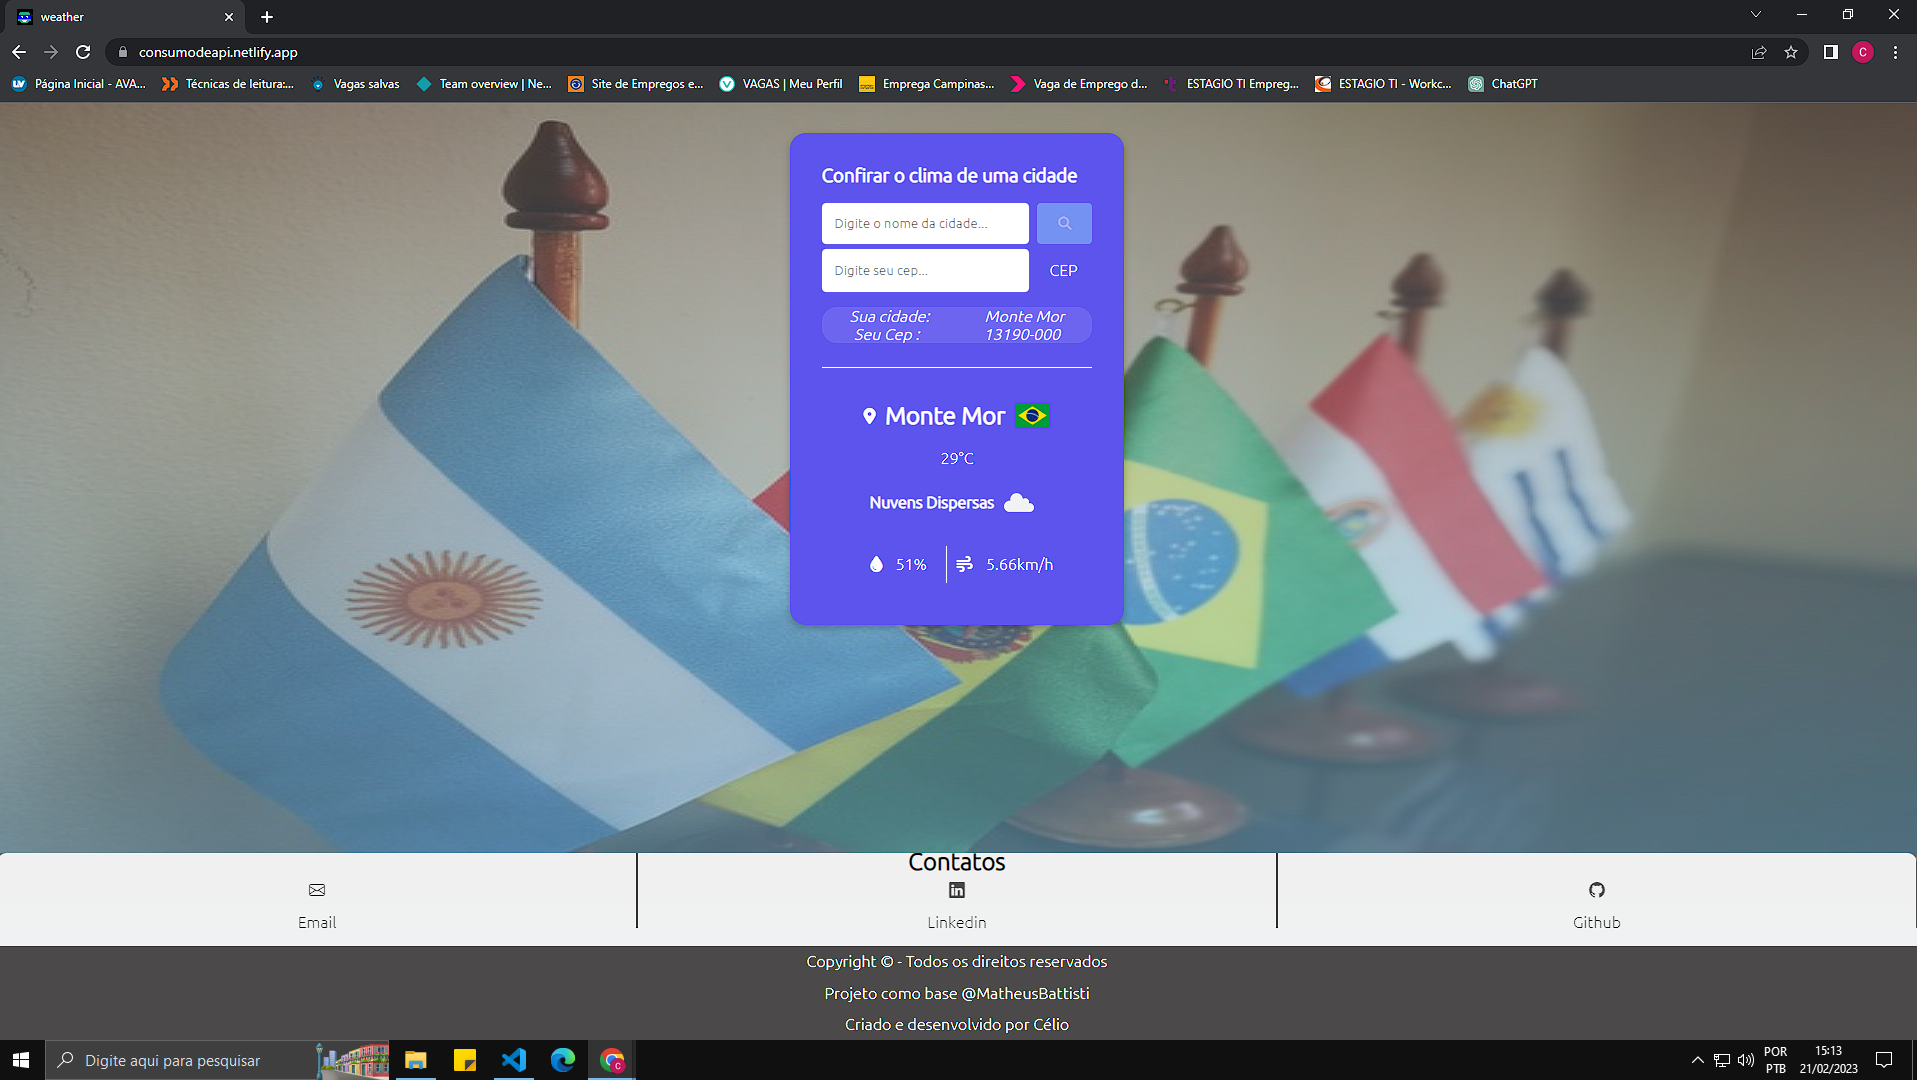 weather
consumodeapi.netlify.app
C
Página Inicial - AVA...
Técnicas de leitura:...
Vagas salvas
Team overview | Ne...
Site de Empregos e...
VAGAS | Meu Perfil
Emprega Campinas...
Vaga de Emprego d...
ESTAGIO TI Empreg...
ESTAGIO TI - Workc...
ChatGPT
Confirar o clima de uma cidade
Digite o nome da cidade...
Digite seu cep...
CEP
Sua cidade: Monte Mor
Seu Cep : 13190-000
Monte Mor
29°C
Nuvens Dispersas
51%
5.66km/h
Contatos
Email
Linkedin
Github
Copyright © - Todos os direitos reservados
Projeto como base @MatheusBattisti
Criado e desenvolvido por Célio
Digite aqui para pesquisar
POR
PTB
15:13
21/02/2023